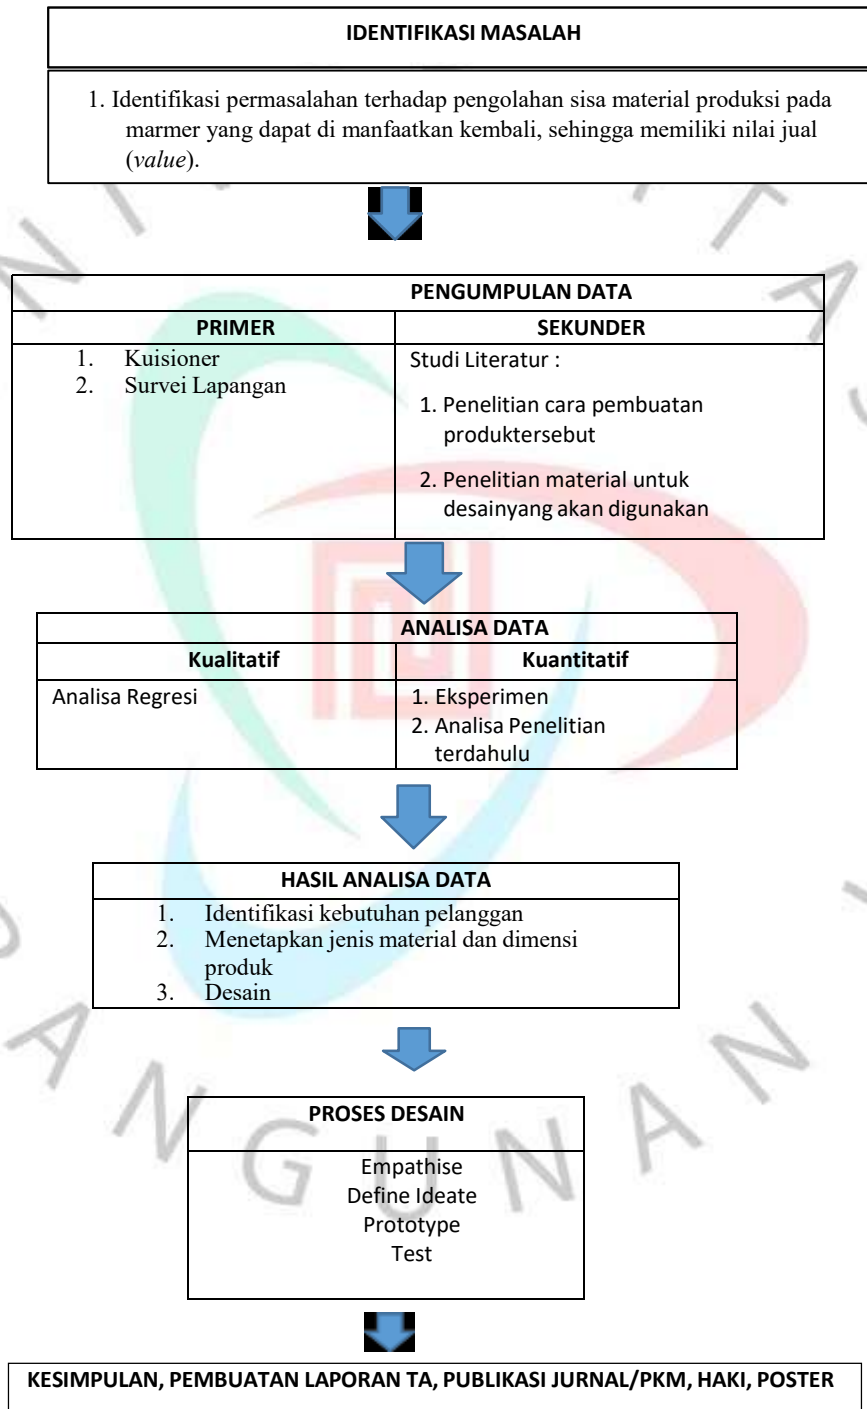 IDENTIFIKASI MASALAH
1. Identifikasi permasalahan terhadap pengolahan sisa material produksi pada
marmer yang dapat di manfaatkan kembali, sehingga memiliki nilai jual
(value).
PENGUMPULAN DATA
PRIMER
SEKUNDER
1. Kuisioner
2. Survei Lapangan
Studi Literatur :
1. Penelitian cara pembuatan
produktersebut
2. Penelitian material untuk
desainyang akan digunakan
ANALISA DATA
Kualitatif
Kuantitatif
Analisa Regresi
1. Eksperimen
2. Analisa Penelitian
terdahulu
HASIL ANALISA DATA
1. Identifikasi kebutuhan pelanggan
2. Menetapkan jenis material dan dimensi
produk
3. Desain
PROSES DESAIN
Empathise
Define Ideate
Prototype
Test
KESIMPULAN, PEMBUATAN LAPORAN TA, PUBLIKASI JURNAL/PKM, HAKI, POSTER
ANGUNAN